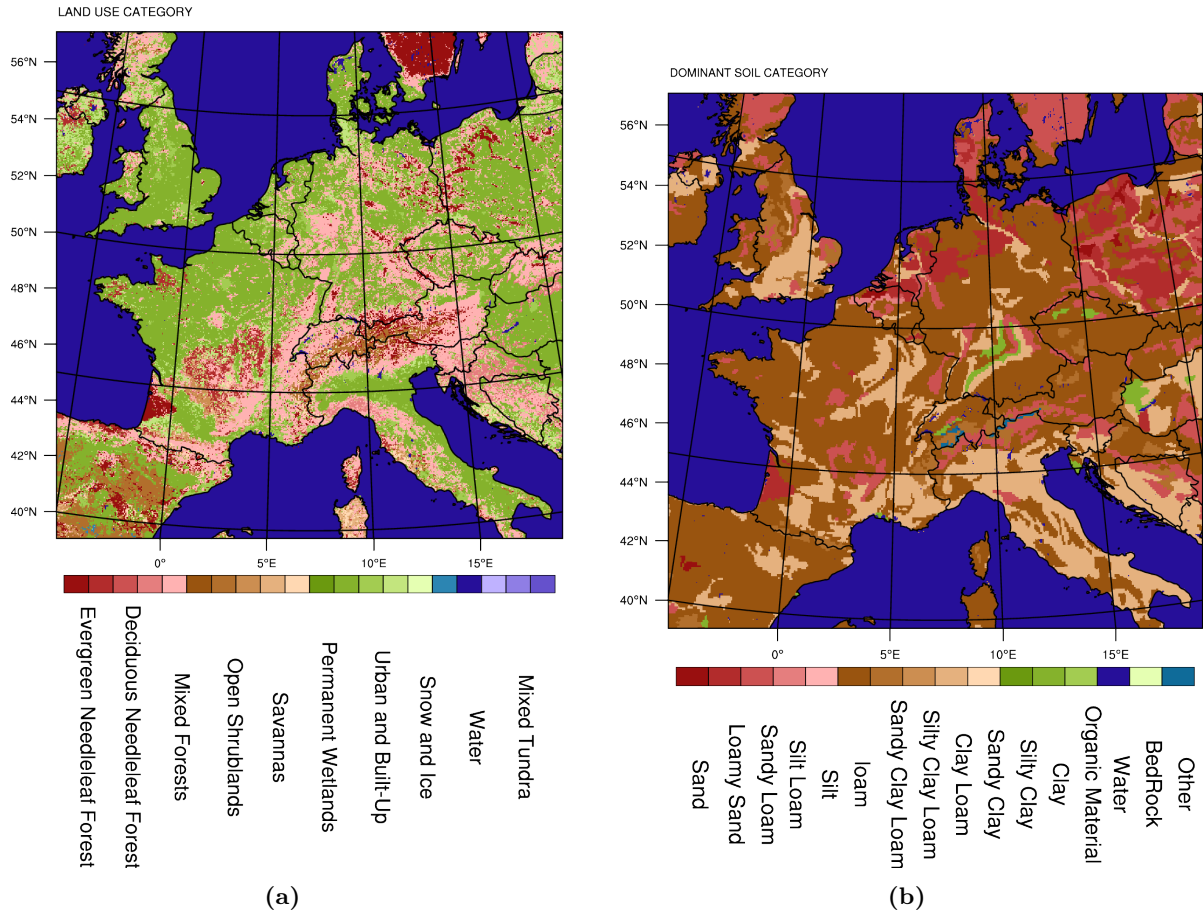 LAND USE CATEGORY
56°N
54°N
52°N
50°N
48°N
46°N
44°N
42°N
40°N
0°
5°E
10°E
15°E
Evergreen Needleleaf Forest
Deciduous Needleleaf Forest
Mixed Forests
Open Shrublands
Savannas
Permanent Wetlands
Urban and Built-Up
Snow and Ice
Water
Mixed Tundra
(a)
DOMINANT SOIL CATEGORY
56°N
54°N
52°N
50°N
48°N
46°N
44°N
42°N
40°N
0°
5°E
10°E
15°E
Sand
Loamy Sand
Sandy Loam
Silt Loam
Silt
loam
Sandy Clay Loam
Silty Clay Loam
Clay Loam
Sandy Clay
Silty Clay
Clay
Organic Material
Water
BedRock
Other
(b)